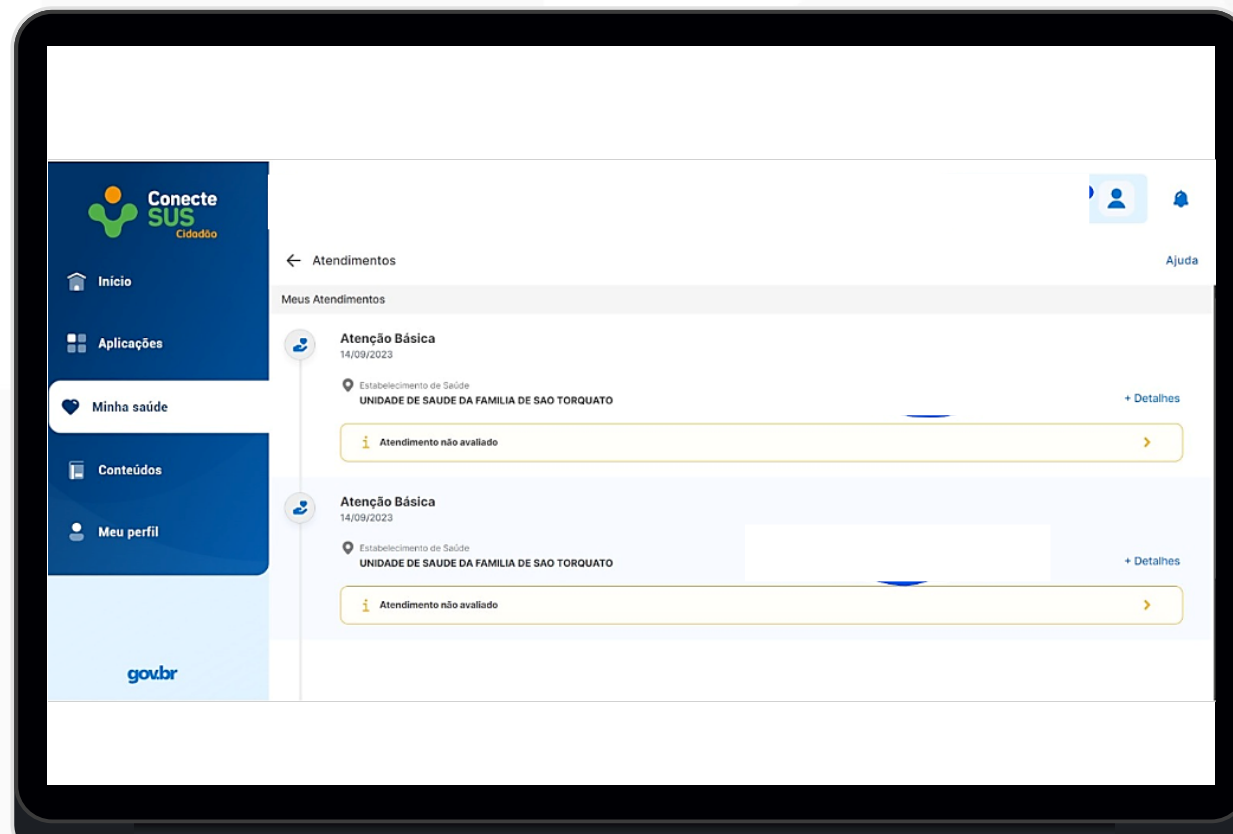 Conecte
SUS
Cidadão
Início
Aplicações
Minha saúde
Conteúdos
Meu perfil
gov.br
Atendimentos
Ajuda
Meus Atendimentos
Atenção Básica
14/09/2023
Estabelecimento de Saúde
UNIDADE DE SAUDE DA FAMILIA DE SAO TORQUATO
+ Detalhes
Atendimento não avaliado
Atenção Básica
14/09/2023
Estabelecimento de Saúde
UNIDADE DE SAUDE DA FAMILIA DE SAO TORQUATO
+ Detalhes
Atendimento não avaliado